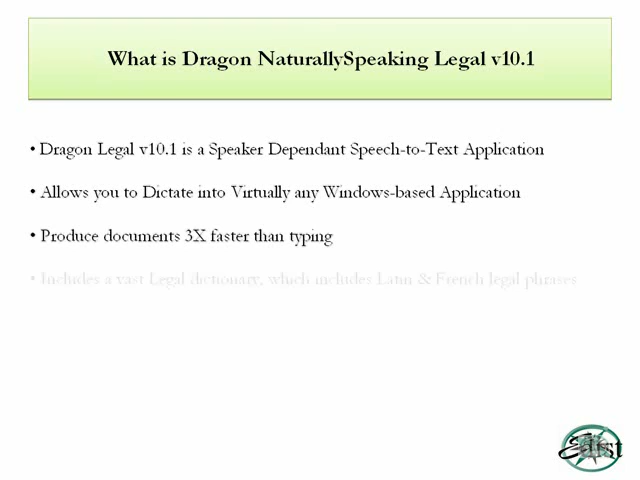 What is Dragon NaturallySpeaking Legal v10.1
• Dragon Legal v10.1 is a Speaker Dependant Speech-to-Text Application
• Allows you to Dictate into Virtually any Windows-based Application
• Produce documents 3X faster than typing
• Includes a vast Legal dictionary, which includes Latin & French legal phrases